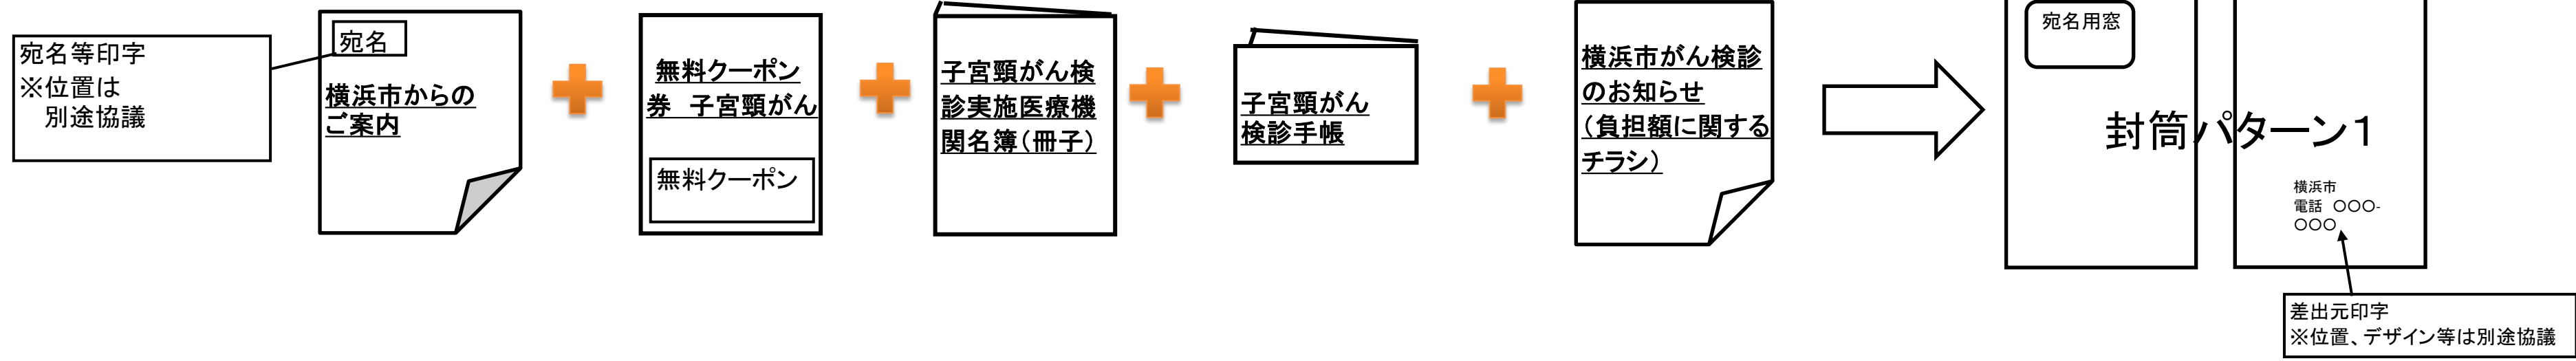 宛名等印字
※位置は
別途協議
宛名
横浜市からの
ご案内
無料クーポン
券　子宮頸がん
無料クーポン
子宮頸がん検
診実施医療機
関名簿（冊子）
子宮頸がん
検診手帳
横浜市がん検診
のお知らせ
（負担額に関する
チラシ）
宛名用窓
封筒パターン１
横浜市
電話　○○○-
○○○
差出元印字
※位置、デザイン等は別途協議